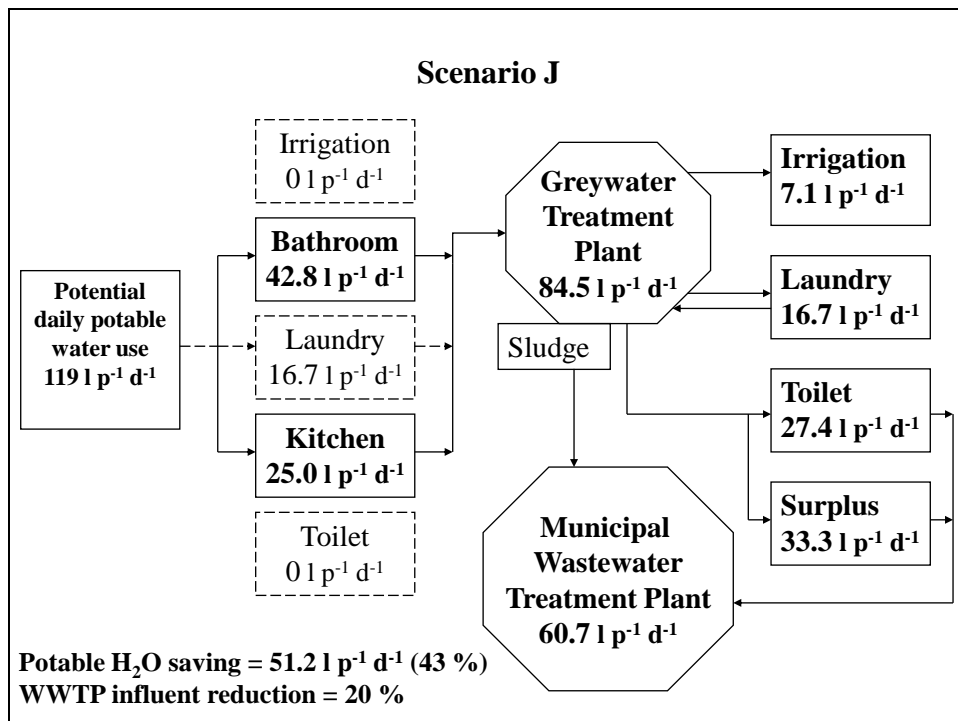 Scenario J
Potential
daily potable
water use
119 l p⁻¹ d⁻¹
Irrigation
0 l p⁻¹ d⁻¹
Bathroom
42.8 l p⁻¹ d⁻¹
Laundry
16.7 l p⁻¹ d⁻¹
Kitchen
25.0 l p⁻¹ d⁻¹
Toilet
0 l p⁻¹ d⁻¹
Greywater
Treatment
Plant
84.5 l p⁻¹ d⁻¹
Sludge
Municipal
Wastewater
Treatment Plant
60.7 l p⁻¹ d⁻¹
Irrigation
7.1 l p⁻¹ d⁻¹
Laundry
16.7 l p⁻¹ d⁻¹
Toilet
27.4 l p⁻¹ d⁻¹
Surplus
33.3 l p⁻¹ d⁻¹
Potable H₂O saving = 51.2 l p⁻¹ d⁻¹ (43 %)
WWTP influent reduction = 20 %